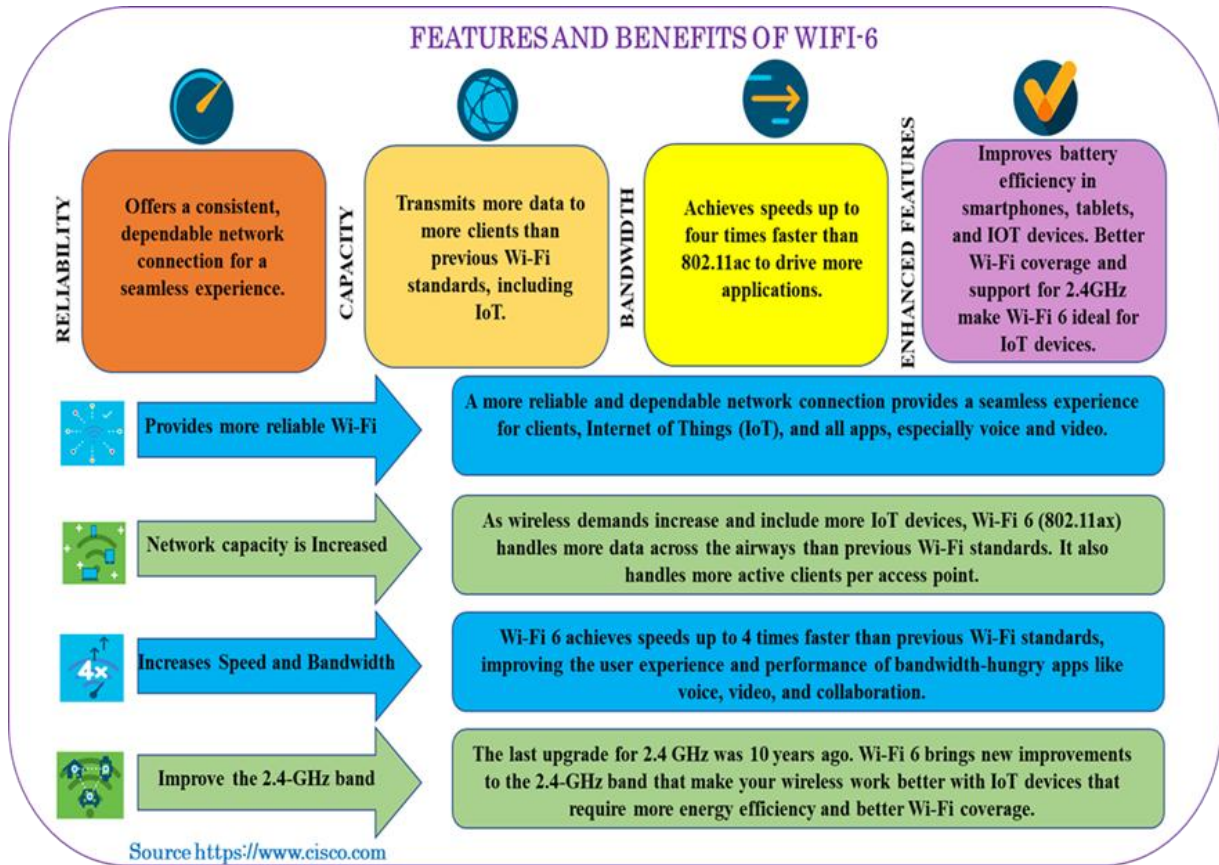 FEATURES AND BENEFITS OF WIFI-6
RELIABILITY
Offers a consistent,
dependable network
connection for a
seamless experience.
CAPACITY
Transmits more data to
more clients than
previous Wi-Fi
standards, including
IoT.
BANDWIDTH
Achieves speeds up to
four times faster than
802.11ac to drive more
applications.
ENHANCED FEATURES
Improves battery
efficiency in
smartphones, tablets,
and IOT devices. Better
Wi-Fi coverage and
support for 2.4GHz
make Wi-Fi 6 ideal for
IoT devices.
Provides more reliable Wi-Fi
A more reliable and dependable network connection provides a seamless experience
for clients, Internet of Things (IoT), and all apps, especially voice and video.
Network capacity is Increased
As wireless demands increase and include more IoT devices, Wi-Fi 6 (802.11ax)
handles more data across the airways than previous Wi-Fi standards. It also
handles more active clients per access point.
4x
Increases Speed and Bandwidth
Wi-Fi 6 achieves speeds up to 4 times faster than previous Wi-Fi standards,
improving the user experience and performance of bandwidth-hungry apps like
voice, video, and collaboration.
Improve the 2.4-GHz band
The last upgrade for 2.4 GHz was 10 years ago. Wi-Fi 6 brings new improvements
to the 2.4-GHz band that make your wireless work better with IoT devices that
require more energy efficiency and better Wi-Fi coverage.
Source https://www.cisco.com